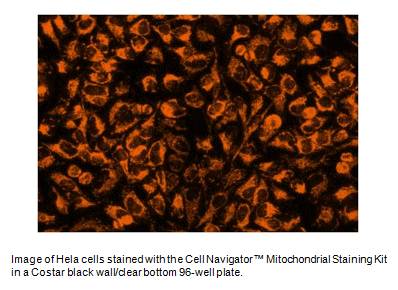 Image of Hela cells stained with the Cell Navigator™ Mitochondrial Staining Kit
in a Costar black wall/clear bottom 96-well plate.